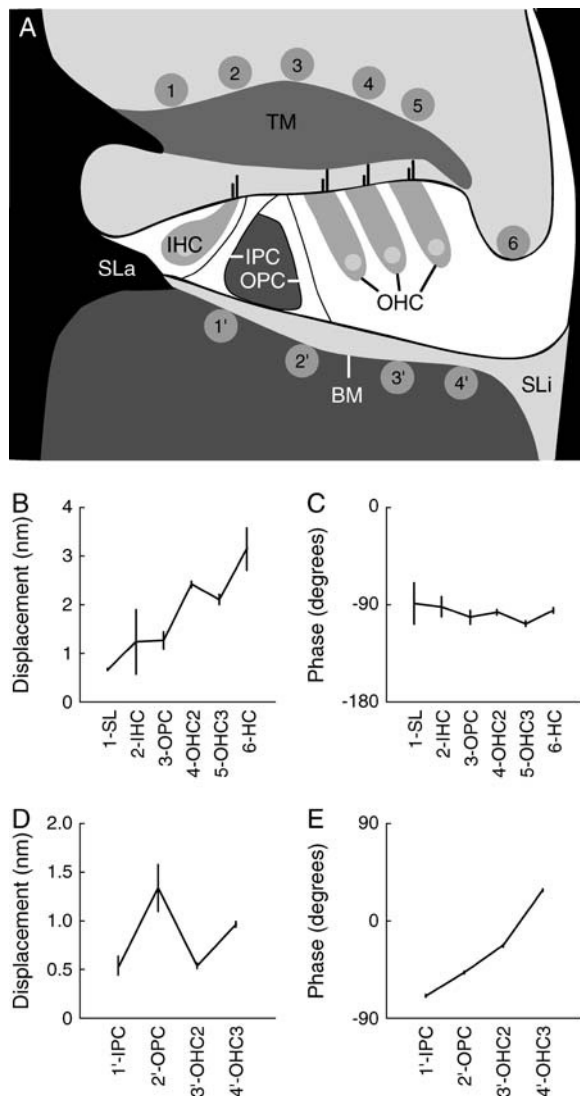 A
1
2
3
4
5
TM
6
IHC
IPC
OPC
SLa
OHC
1'
2'
BM
3'
4'
SLi
B
Displacement (nm)
4
3
2
1
0
1-SL
2-IHC
3-OPC
4-OHC2
5-OHC3
6-HC
C
Phase (degrees)
0
-90
-180
1-SL
2-IHC
3-OPC
4-OHC2
5-OHC3
6-HC
D
Displacement (nm)
2.0
1.5
1.0
0.5
0
1'-IPC
2'-OPC
3'-OHC2
4'-OHC3
E
Phase (degrees)
90
0
-90
1'-IPC
2'-OPC
3'-OHC2
4'-OHC3